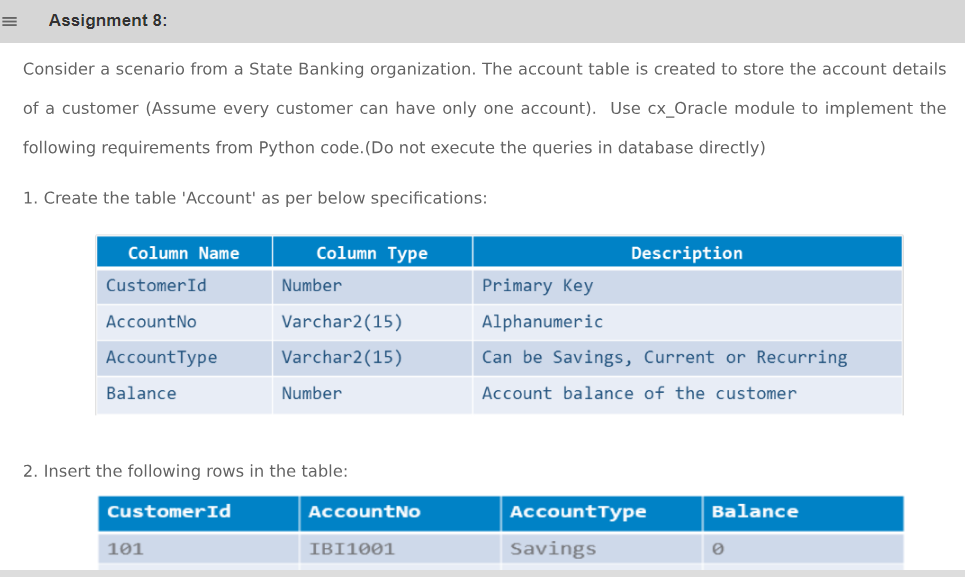 Assignment 8:
Consider a scenario from a State Banking organization. The account table is created to store the account details
of a customer (Assume every customer can have only one account).  Use cx_Oracle module to implement the
following requirements from Python code.(Do not execute the queries in database directly)
1. Create the table 'Account' as per below specifications:
Column Name Column Type Description
CustomerId Number Primary Key
AccountNo Varchar2(15) Alphanumeric
AccountType Varchar2(15) Can be Savings, Current or Recurring
Balance Number Account balance of the customer
2. Insert the following rows in the table:
CustomerId AccountNo AccountType Balance
101 IBI1001 Savings 0